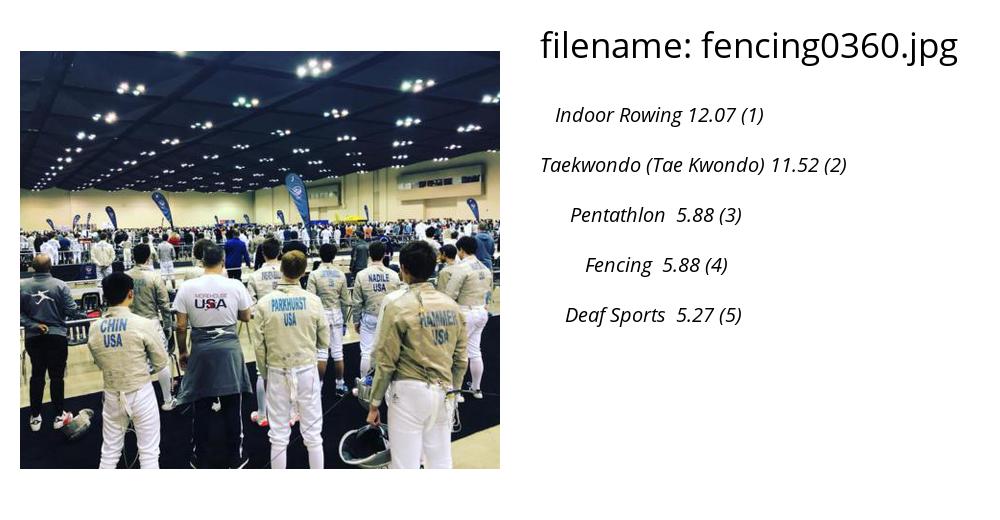 filename: fencing0360.jpg
Indoor Rowing 12.07 (1)
Taekwondo (Tae Kwondo) 11.52 (2)
Pentathlon 5.88 (3)
Fencing 5.88 (4)
Deaf Sports 5.27 (5)
NADILE
USA
MOREHOUSE
USA
PARKHURST
USA
CHIN
USA
HAMMER
USA